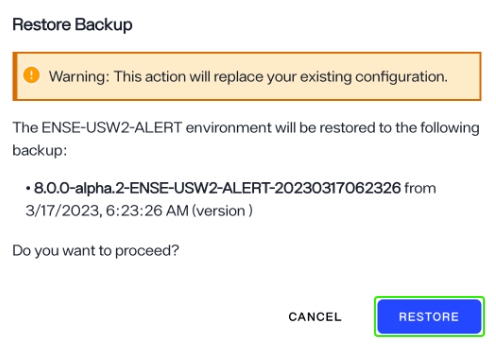 Restore Backup
! Warning: This action will replace your existing configuration.
The ENSE-USW2-ALERT environment will be restored to the following
backup:
• 8.0.0-alpha.2-ENSE-USW2-ALERT-20230317062326 from
3/17/2023, 6:23:26 AM (version )
Do you want to proceed?
CANCEL RESTORE